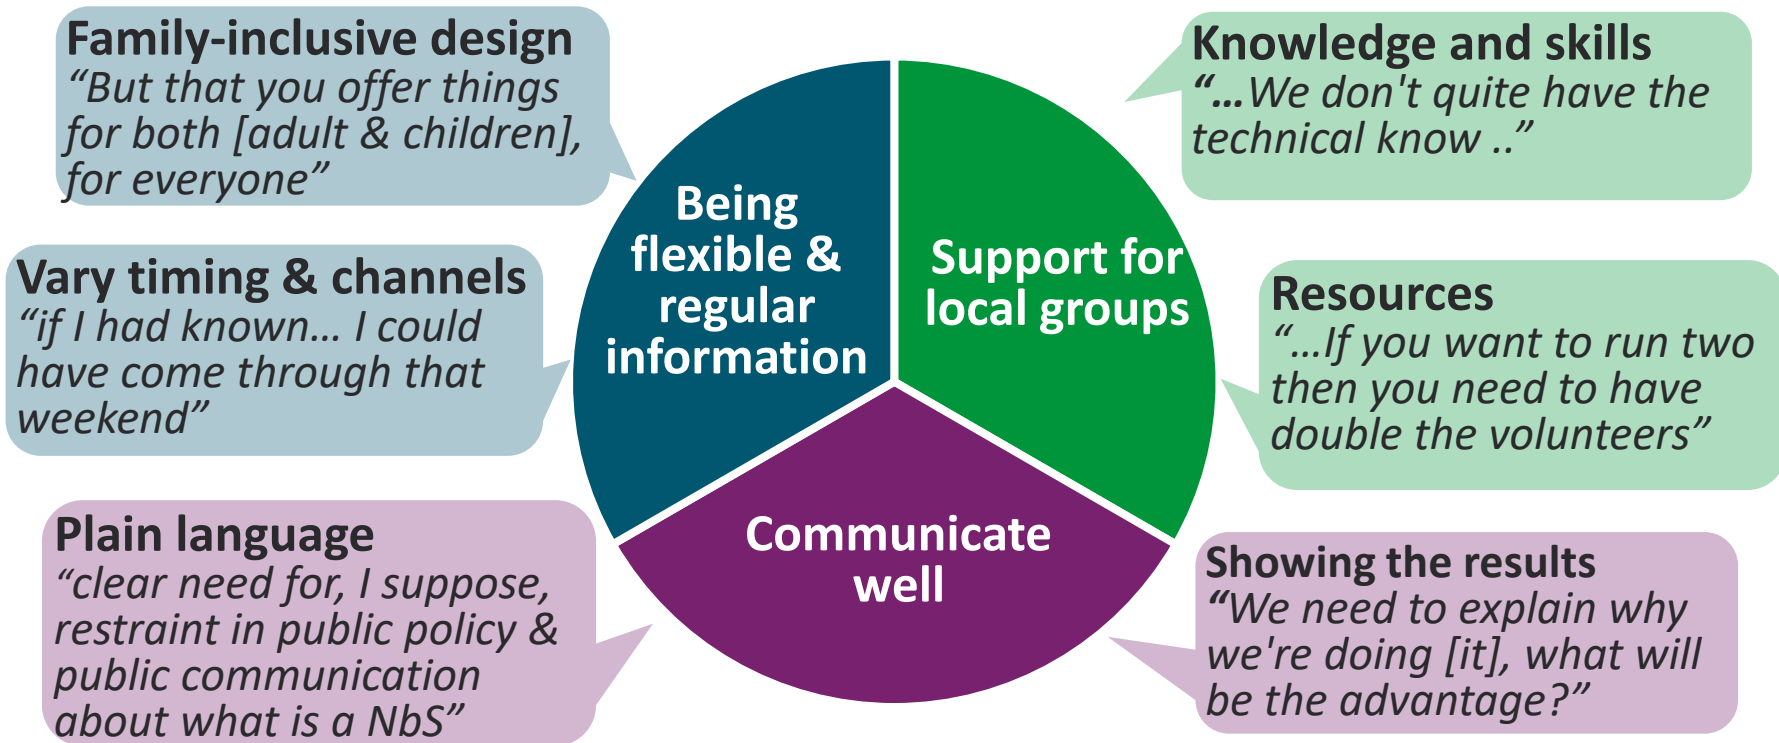 Family-inclusive design
“But that you offer things
for both [adult & children],
for everyone”
Vary timing & channels
“if I had known... I could
have come through that
weekend”
Plain language
“clear need for, I suppose,
restraint in public policy &
public communication
about what is a NbS”
Being
flexible &
regular
information
Support for
local groups
Communicate
well
Knowledge and skills
“...We don't quite have the
technical know ..”
Resources
“...If you want to run two
then you need to have
double the volunteers”
Showing the results
“We need to explain why
we're doing [it], what will
be the advantage?”